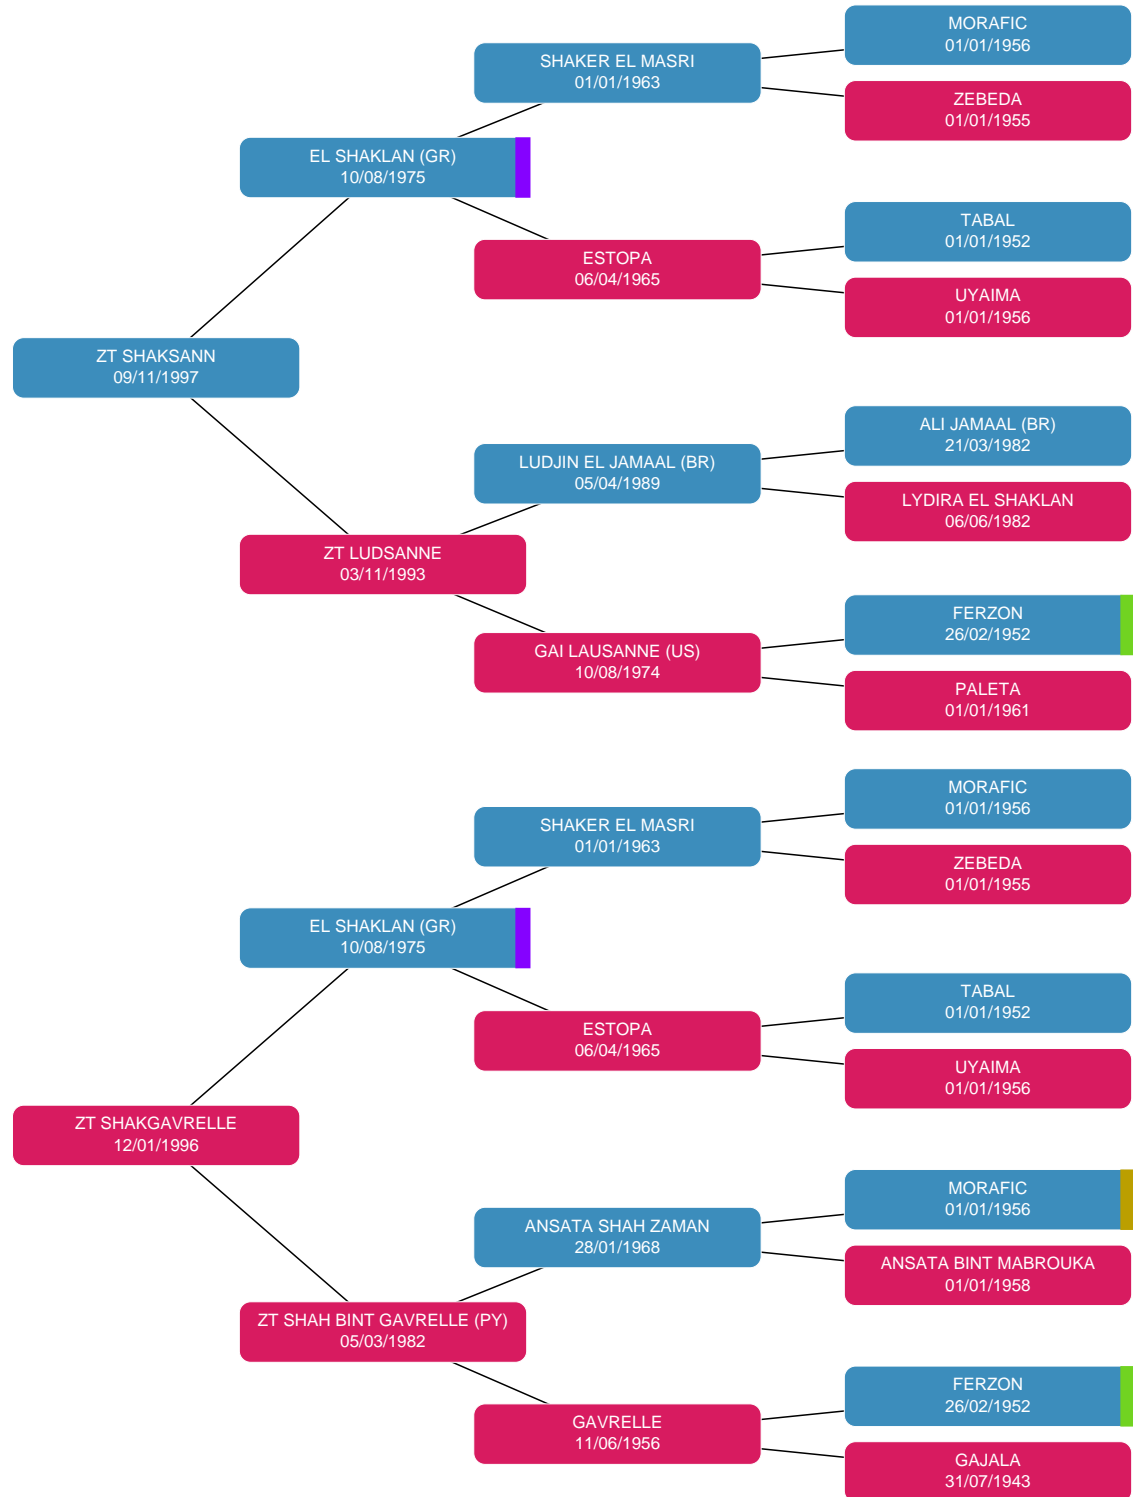 MORAFIC
01/01/1956
SHAKER EL MASRI
01/01/1963
ZEBEDA
01/01/1955
EL SHAKLAN (GR)
10/08/1975
TABAL
01/01/1952
ESTOPA
06/04/1965
UYAIMA
01/01/1956
ZT SHAKSANN
09/11/1997
ALI JAMAAL (BR)
21/03/1982
LUDJIN EL JAMAAL (BR)
05/04/1989
LYDIRA EL SHAKLAN
06/06/1982
ZT LUDSANNE
03/11/1993
FERZON
26/02/1952
GAI LAUSANNE (US)
10/08/1974
PALETA
01/01/1961
MORAFIC
01/01/1956
SHAKER EL MASRI
01/01/1963
ZEBEDA
01/01/1955
EL SHAKLAN (GR)
10/08/1975
TABAL
01/01/1952
ESTOPA
06/04/1965
UYAIMA
01/01/1956
ZT SHAKGAVRELLE
12/01/1996
MORAFIC
01/01/1956
ANSATA SHAH ZAMAN
28/01/1968
ANSATA BINT MABROUKA
01/01/1958
ZT SHAH BINT GAVRELLE (PY)
05/03/1982
FERZON
26/02/1952
GAVRELLE
11/06/1956
GAJALA
31/07/1943